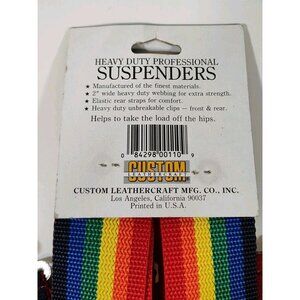 HEAVY DUTY PROFESSIONAL
SUSPENDERS
★ Manufactured of the finest materials.
★ 2" wide heavy duty webbing for extra strength.
★ Elastic rear straps for comfort.
★ Heavy duty unbreakable clips — front & rear.
Helps to take the load off the hips.
0 84298 00110 9
CUSTOM
LEATHERCRAFT
CUSTOM LEATHERCRAFT MFG. CO., INC.
Los Angeles, California 90037
Printed in U.S.A.